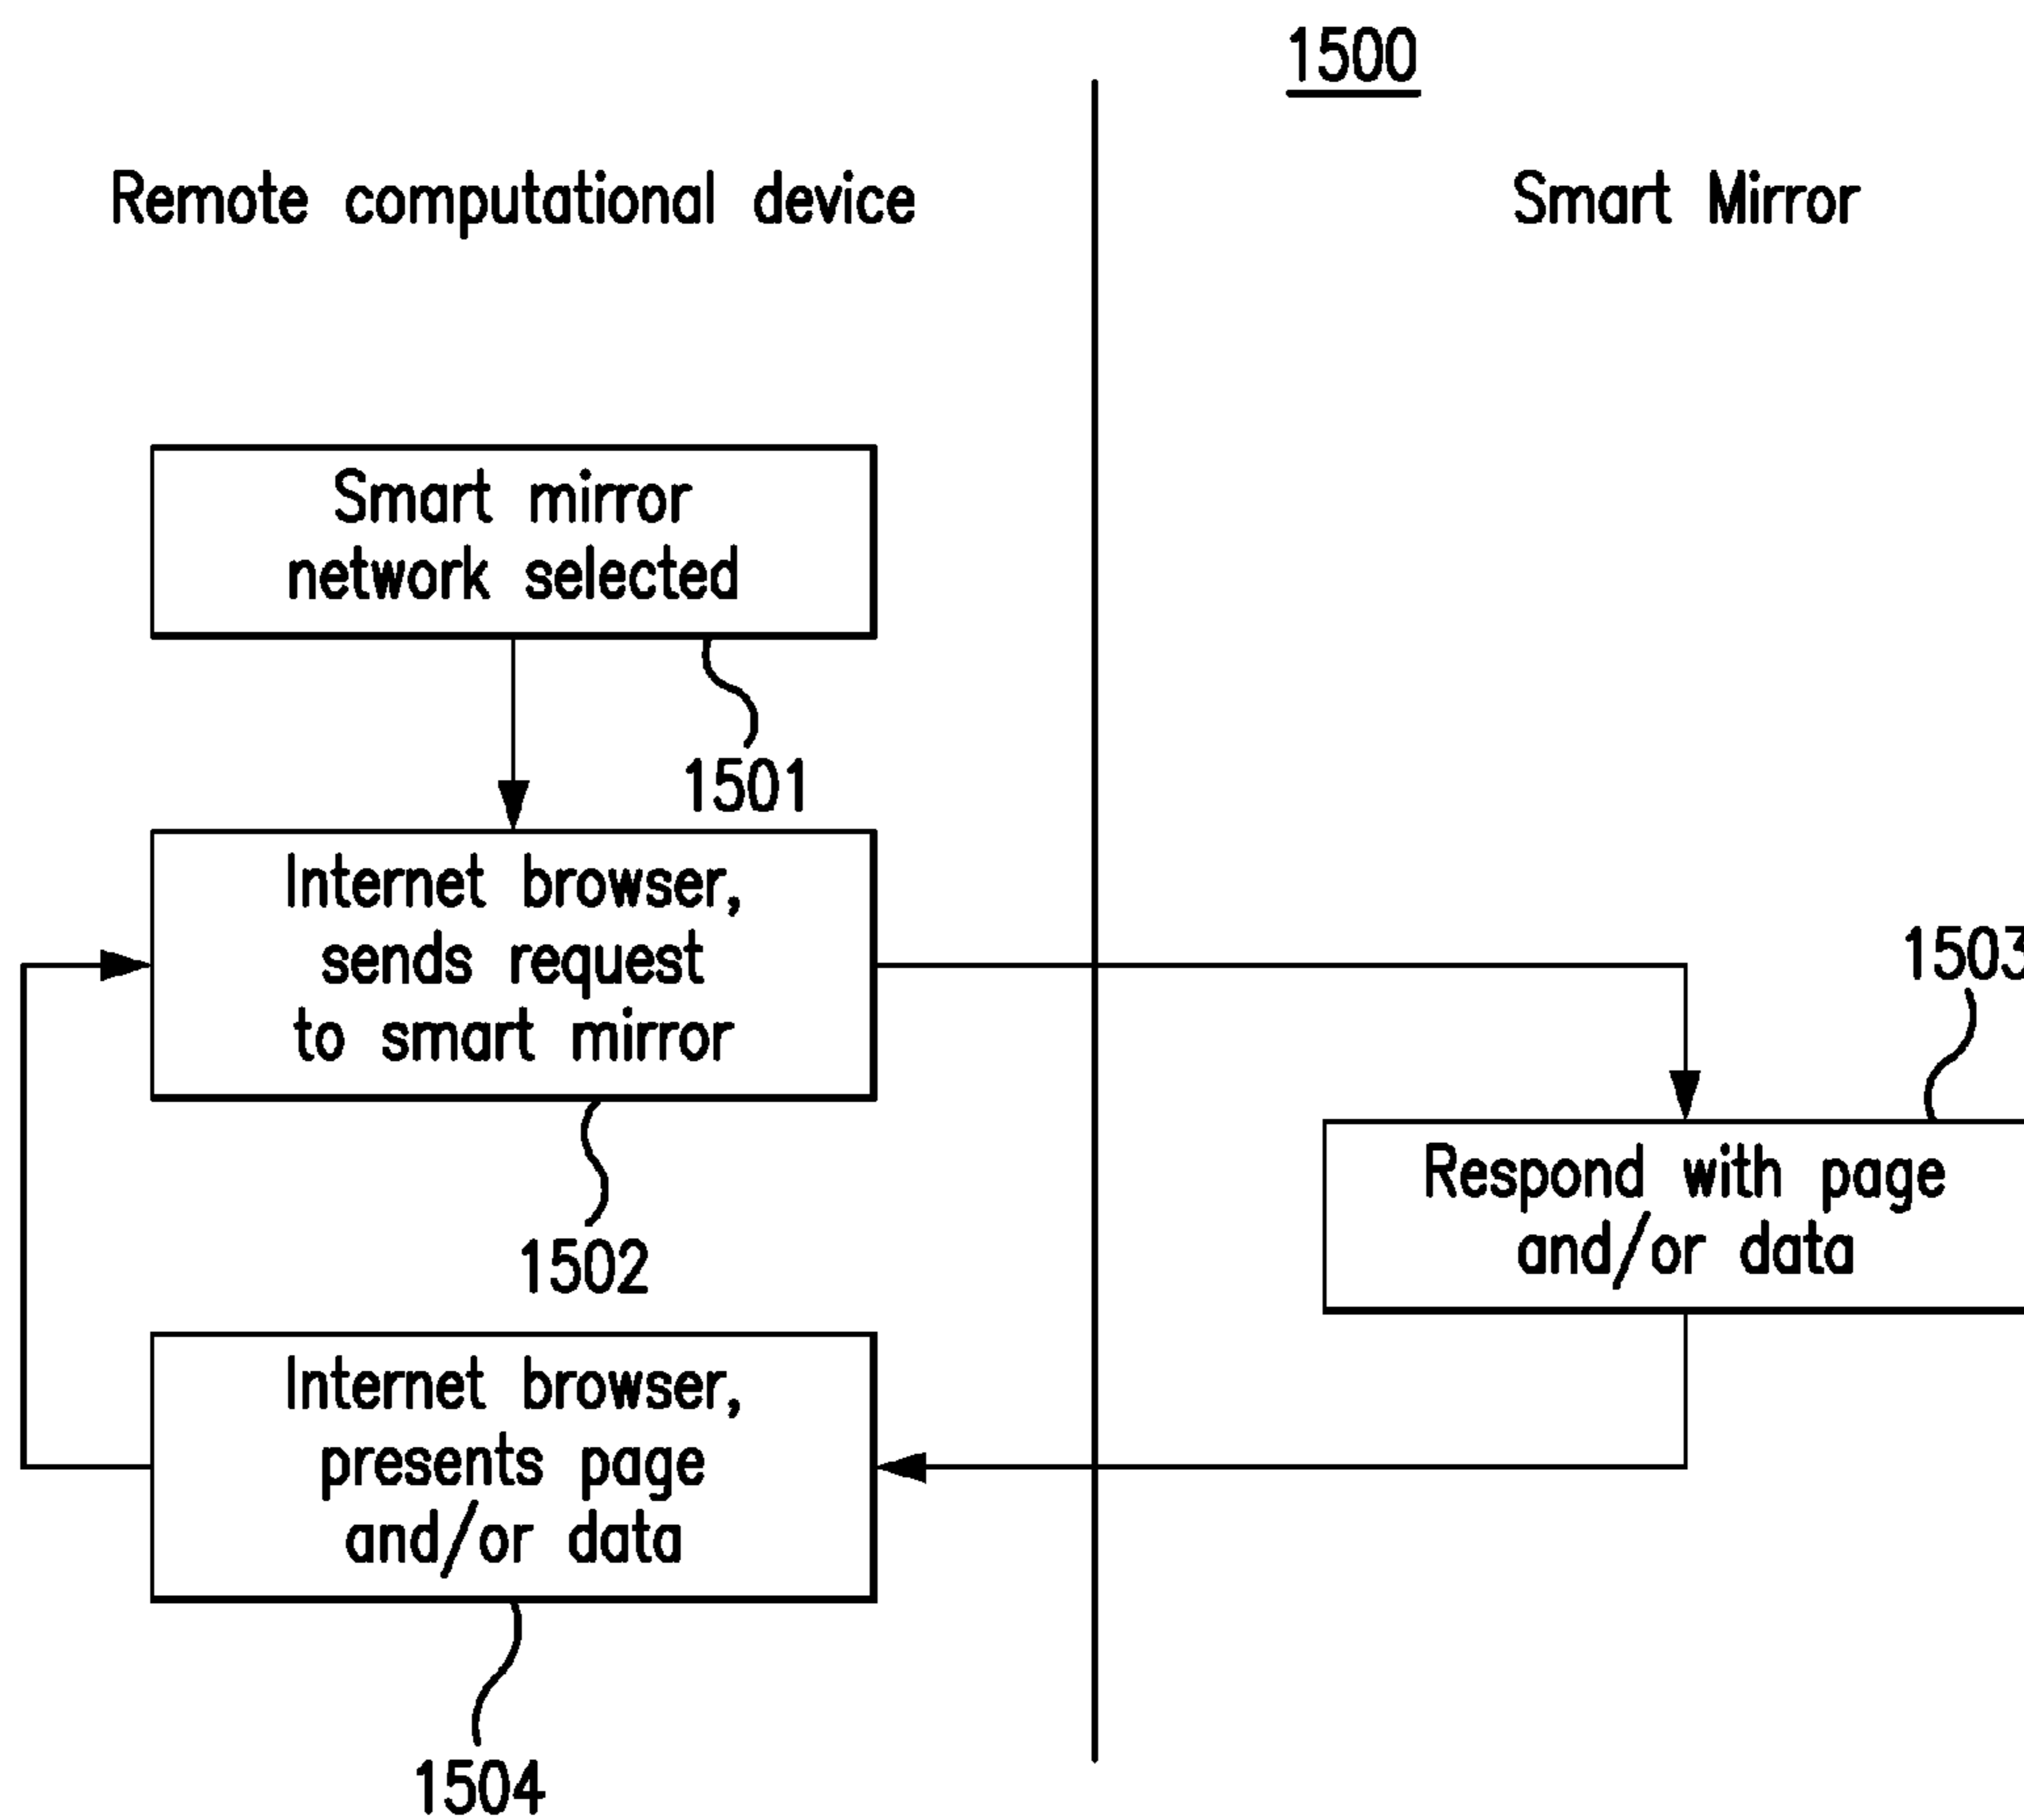 1500
Remote computational device
Smart Mirror
Smart mirror
network selected
1501
Internet browser,
sends request
to smart mirror
1502
1503
Respond with page
and/or data
Internet browser,
presents page
and/or data
1504